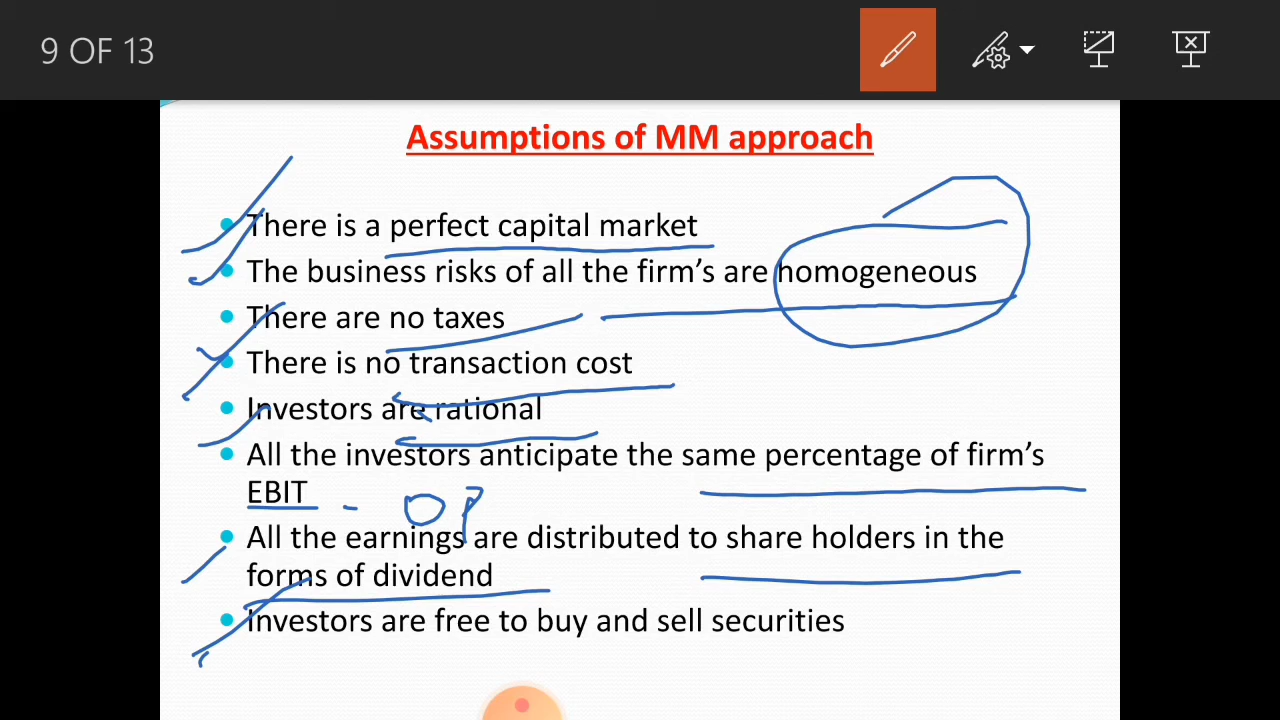 9 OF 13
Assumptions of MM approach
• There is a perfect capital market
• The business risks of all the firm's are homogeneous
• There are no taxes
• There is no transaction cost
• Investors are rational
• All the investors anticipate the same percentage of firm's
EBIT - OP
• All the earnings are distributed to share holders in the
forms of dividend
• Investors are free to buy and sell securities